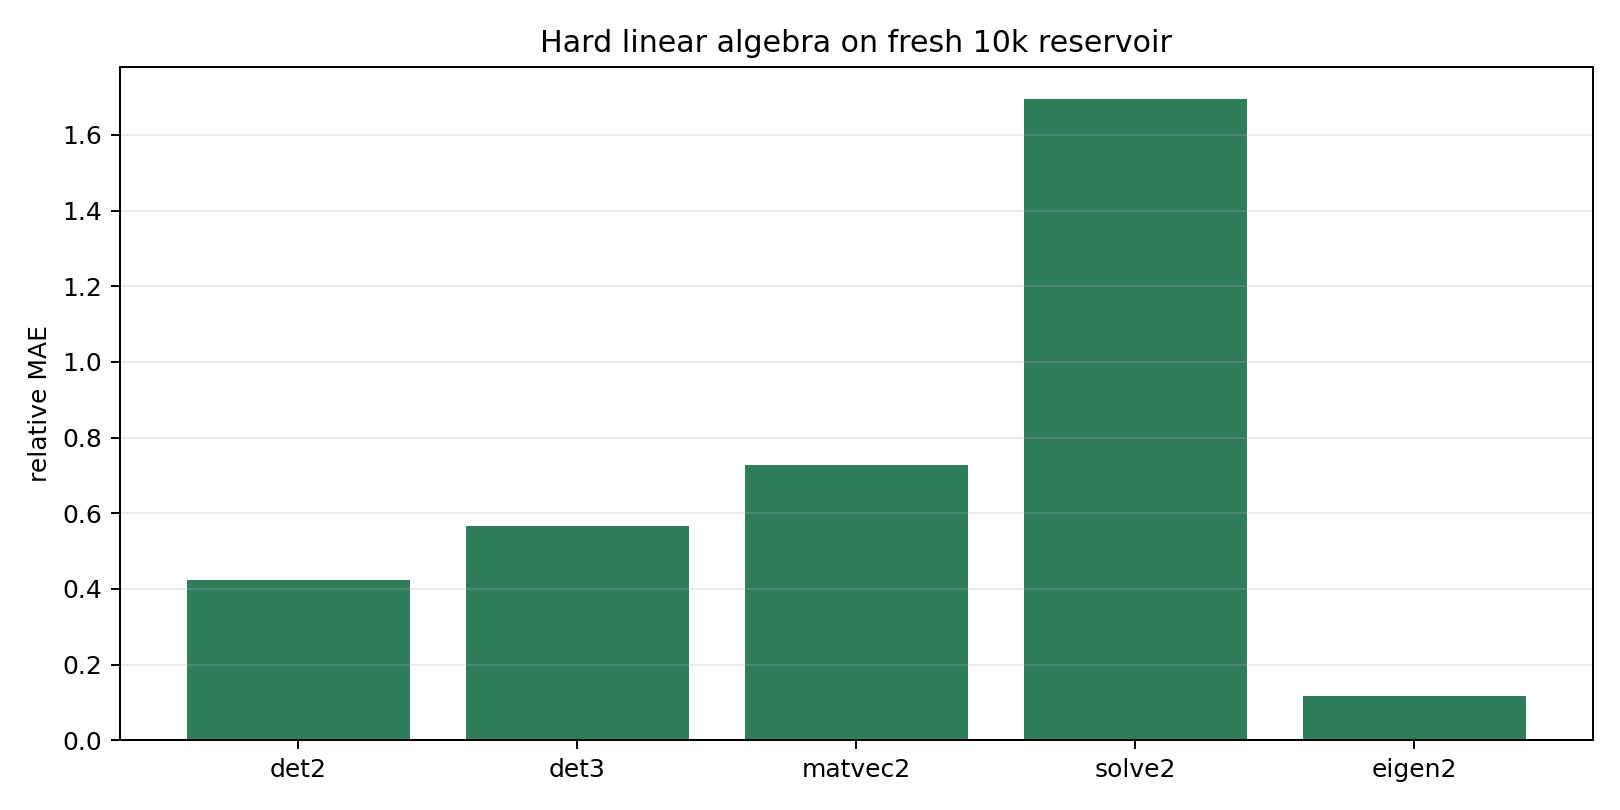 Hard linear algebra on fresh 10k reservoir
relative MAE
1.6
1.4
1.2
1.0
0.8
0.6
0.4
0.2
0.0
det2
det3
matvec2
solve2
eigen2